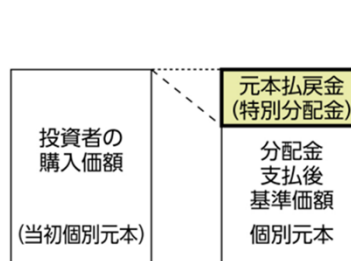 投資者の
購入価額
(当初個別元本)
元本払戻金
(特別分配金)
分配金
支払後
基準価額
個別元本